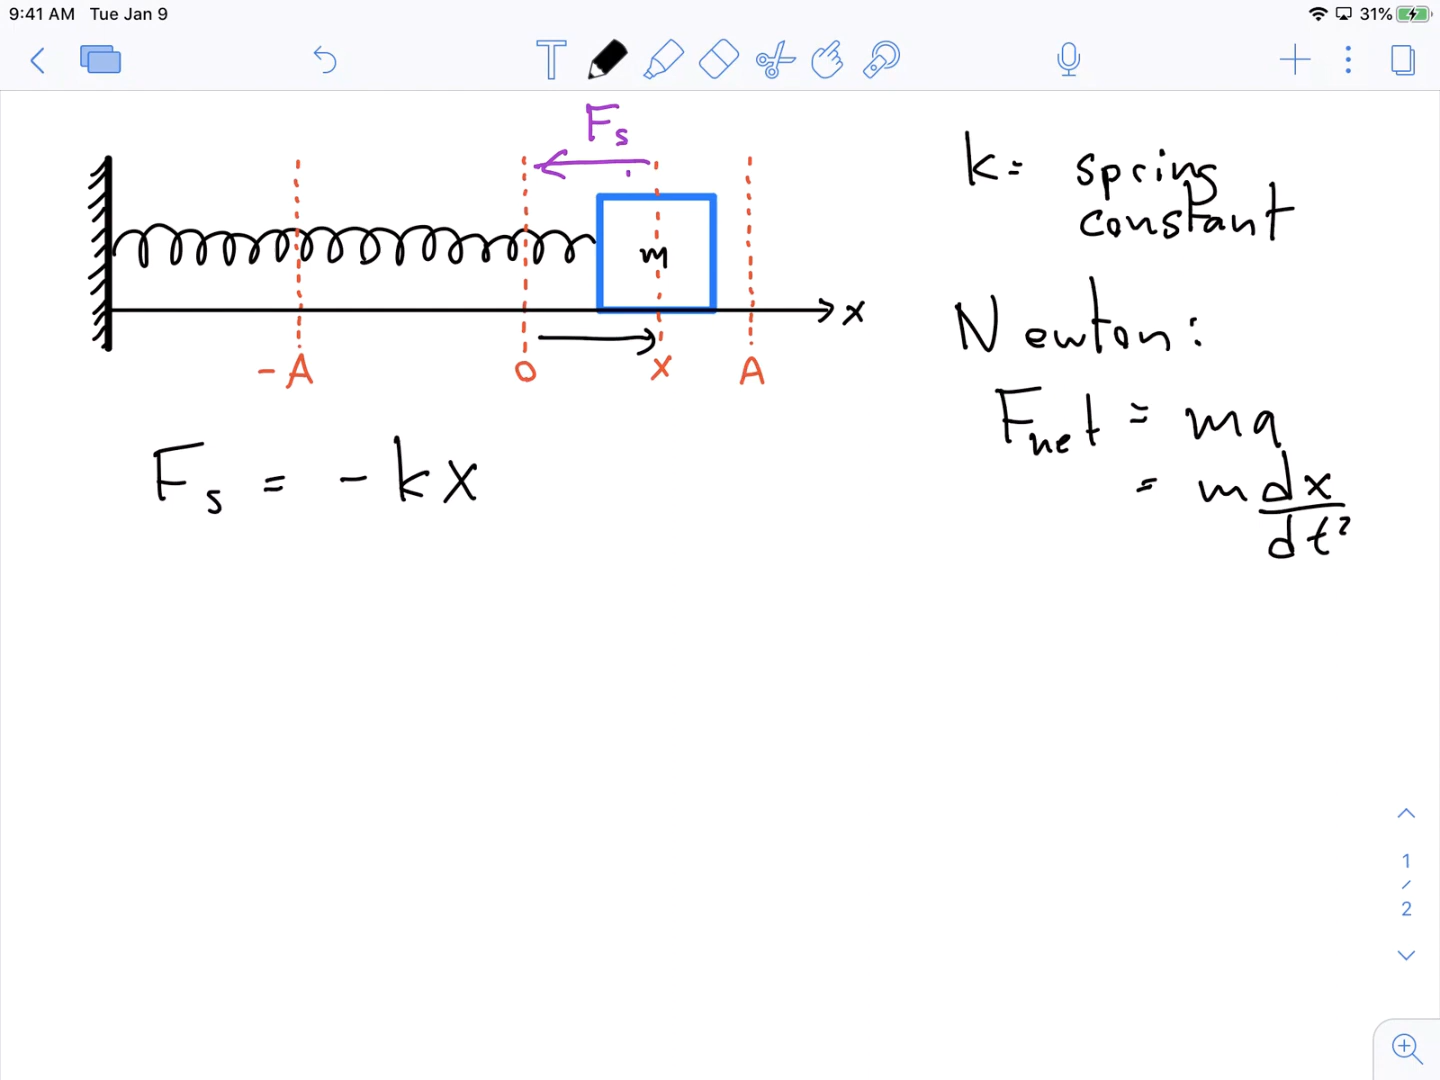 9:41 AM Tue Jan 9
31%
T
Fs
k = spring
constant
m
x
-A 0 x A
Newton:
Fnet = ma
= m dx
dt²
Fs = -kx
1
/
2